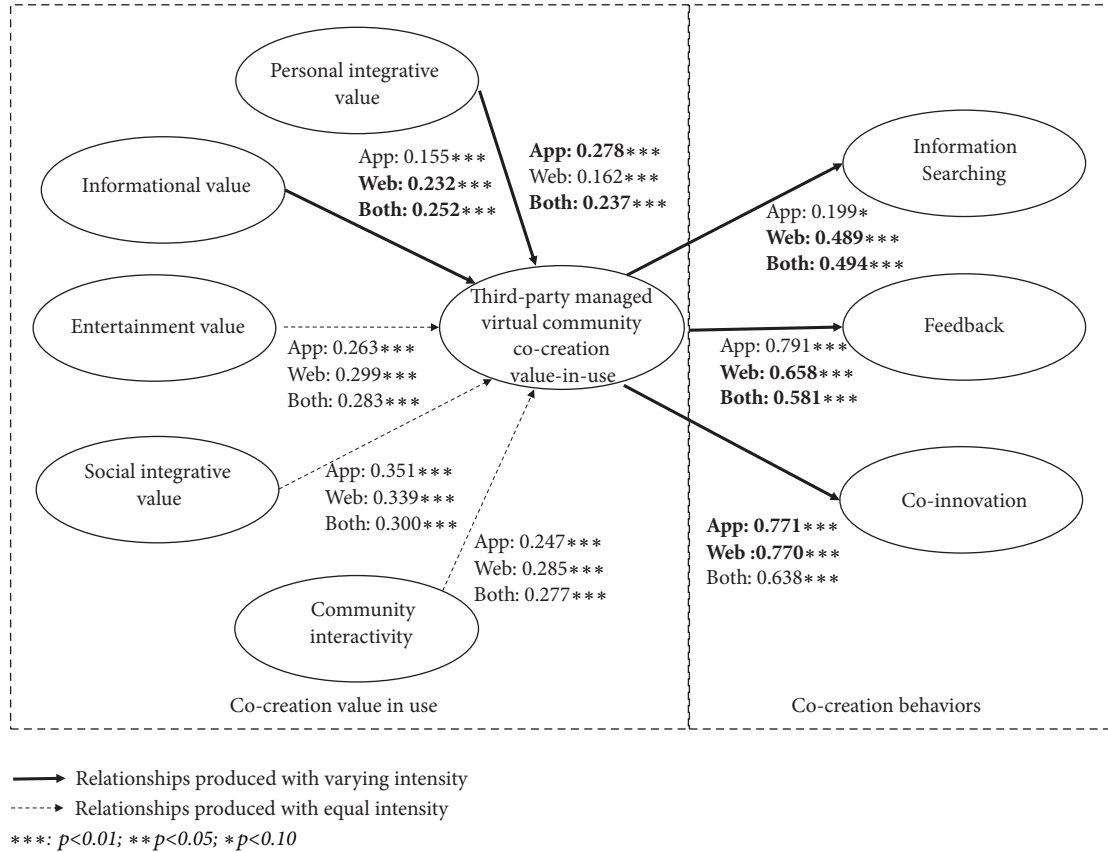 Personal integrative
value
App: 0.155∗∗∗
Web: 0.232∗∗∗
Both: 0.252∗∗∗
App: 0.278∗∗∗
Web: 0.162∗∗∗
Both: 0.237∗∗∗
Informational value
Information
Searching
App: 0.199∗
Web: 0.489∗∗∗
Both: 0.494∗∗∗
Entertainment value
App: 0.263∗∗∗
Web: 0.299∗∗∗
Both: 0.283∗∗∗
Third-party managed
virtual community
co-creation
value-in-use
Feedback
App: 0.791∗∗∗
Web: 0.658∗∗∗
Both: 0.581∗∗∗
Social integrative
value
App: 0.351∗∗∗
Web: 0.339∗∗∗
Both: 0.300∗∗∗
Co-innovation
App: 0.771∗∗∗
Web :0.770∗∗∗
Both: 0.638∗∗∗
App: 0.247∗∗∗
Web: 0.285∗∗∗
Both: 0.277∗∗∗
Community
interactivity
Co-creation value in use
Co-creation behaviors
Relationships produced with varying intensity
Relationships produced with equal intensity
∗∗∗: p<0.01; ∗∗ p<0.05; ∗ p<0.10